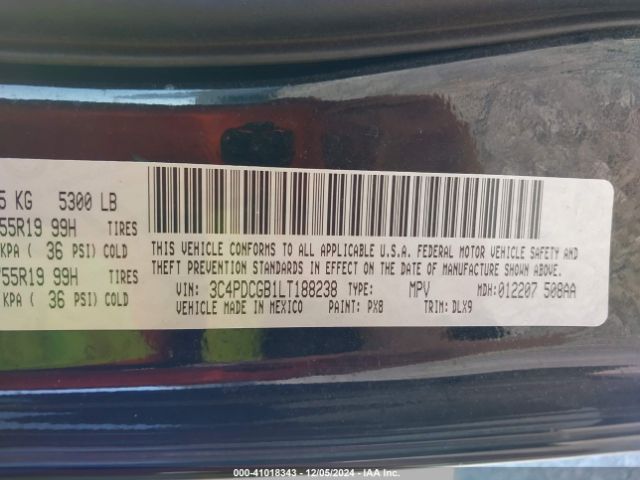 5 KG 5300 LB
55R19 99H TIRES
KPA ( 36 PSI) COLD
55R19 99H TIRES
KPA ( 36 PSI) COLD
THIS VEHICLE CONFORMS TO ALL APPLICABLE U.S.A. FEDERAL MOTOR VEHICLE SAFETY AND
THEFT PREVENTION STANDARDS IN EFFECT ON THE DATE OF MANUFACTURE SHOWN ABOVE.
VIN: 3C4PDCGB1LT188238 TYPE: MPV MDH: 012207 508AA
VEHICLE MADE IN MEXICO PAINT: PX8 TRIM: DLX9
000-41018343 - 12/05/2024 - IAA Inc.